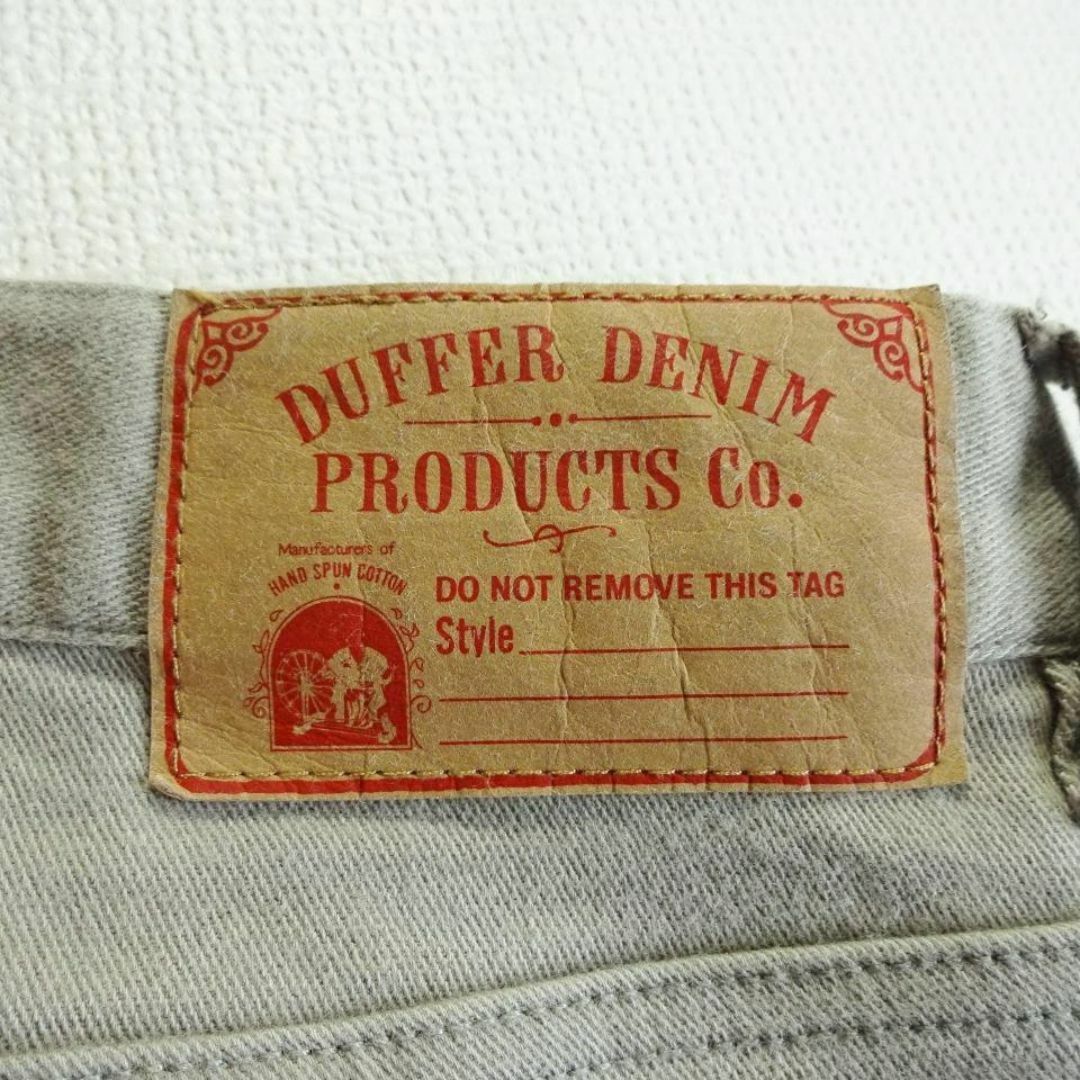 DUFFER DENIM
PRODUCTS Co.
Manufacturers of
HAND SPUN COTTON
DO NOT REMOVE THIS TAG
Style